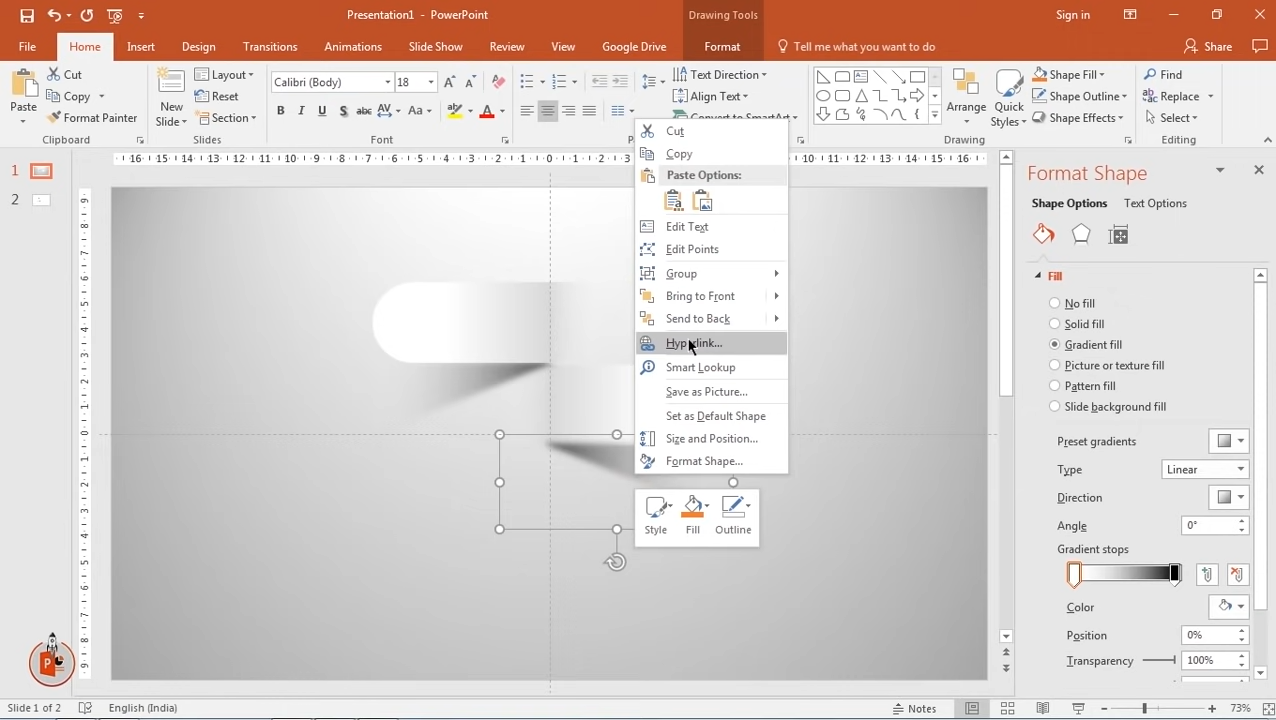 Presentation1 - PowerPoint
Drawing Tools
Sign in
File
Home
Insert
Design
Transitions
Animations
Slide Show
Review
View
Google Drive
Format
Tell me what you want to do
Share
Paste
Cut
Copy
Format Painter
Clipboard
New Slide
Layout
Reset
Section
Slides
Calibri (Body)
18
Font
Text Direction
Align Text
Convert to SmartArt
Arrange
Quick Styles
Drawing
Shape Fill
Shape Outline
Shape Effects
Find
Replace
Select
Editing
Cut
Copy
Paste Options:
Edit Text
Edit Points
Group
Bring to Front
Send to Back
Hyperlink...
Smart Lookup
Save as Picture...
Set as Default Shape
Size and Position...
Format Shape...
Style
Fill
Outline
1
2
Format Shape
Shape Options
Text Options
Fill
No fill
Solid fill
Gradient fill
Picture or texture fill
Pattern fill
Slide background fill
Preset gradients
Type
Linear
Direction
Angle
0°
Gradient stops
Color
Position
0%
Transparency
100%
Slide 1 of 2
English (India)
Notes
73%